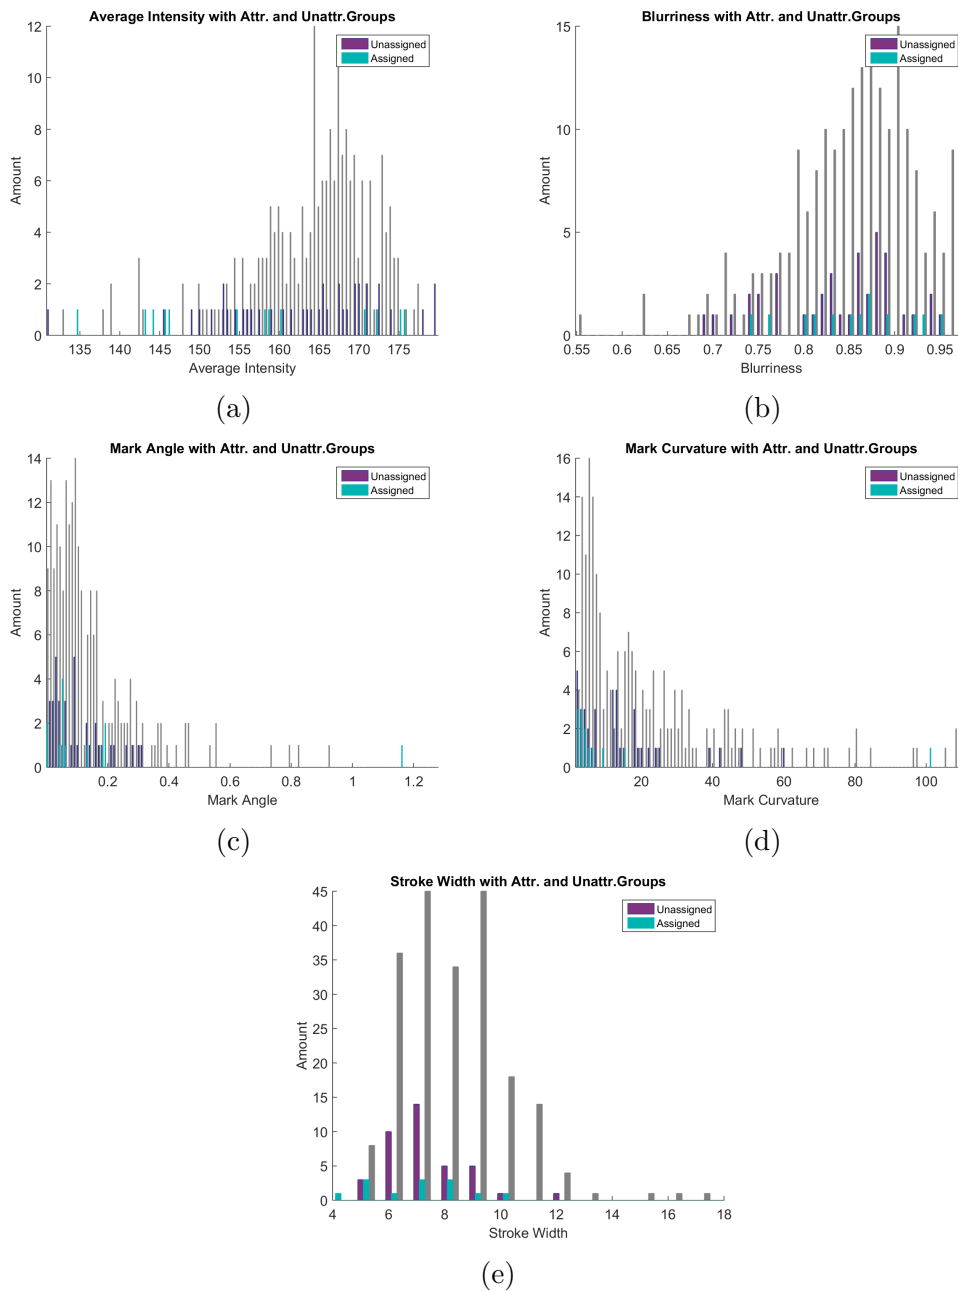 Average Intensity with Attr. and Unattr.Groups
12
10
8
6
4
2
0
Amount
Unassigned
Assigned
135 140 145 150 155 160 165 170 175
Average Intensity
(a)
Blurriness with Attr. and Unattr.Groups
15
10
5
0
Amount
Unassigned
Assigned
0.55 0.6 0.65 0.7 0.75 0.8 0.85 0.9 0.95
Blurriness
(b)
Mark Angle with Attr. and Unattr.Groups
14
12
10
8
6
4
2
0
Amount
Unassigned
Assigned
0.2 0.4 0.6 0.8 1 1.2
Mark Angle
(c)
Mark Curvature with Attr. and Unattr.Groups
16
14
12
10
8
6
4
2
0
Amount
Unassigned
Assigned
20 40 60 80 100
Mark Curvature
(d)
Stroke Width with Attr. and Unattr.Groups
45
40
35
30
25
20
15
10
5
0
Amount
Unassigned
Assigned
4 6 8 10 12 14 16 18
Stroke Width
(e)